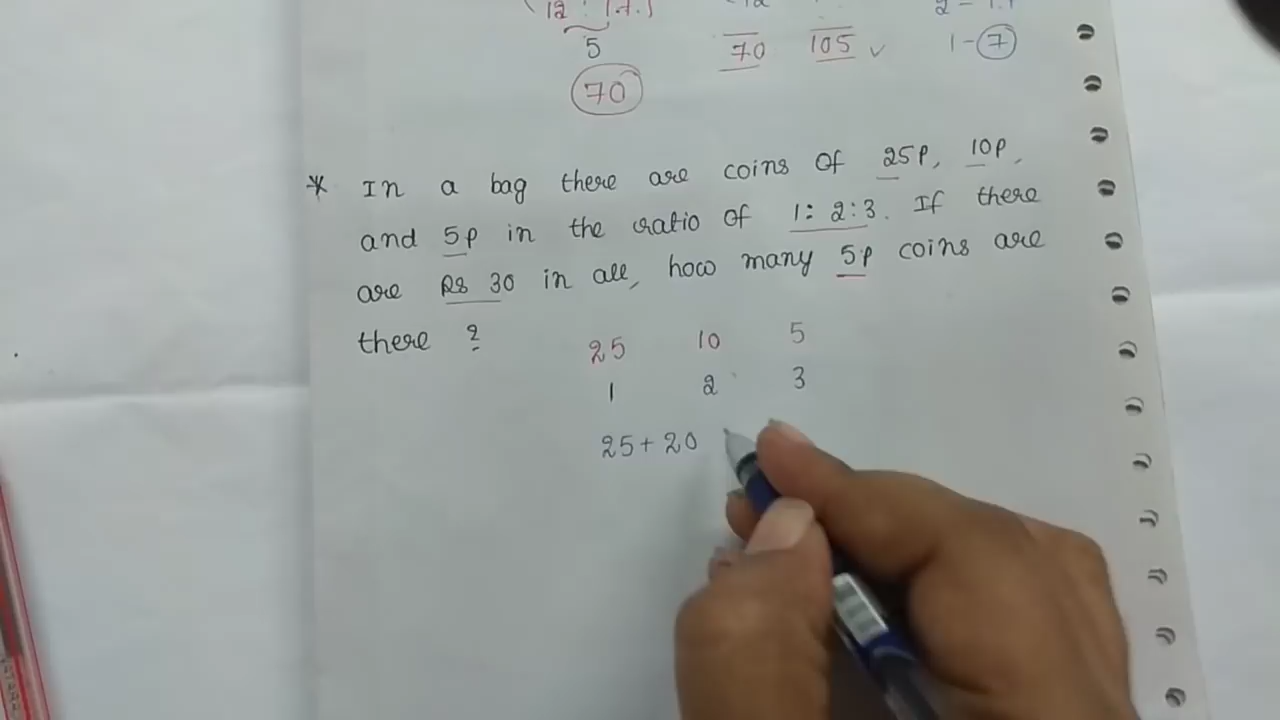 5 70 105 ✓ 1 - 7
70
* In a bag there are coins of 25P, 10P,
and 5p in the ratio of 1: 2:3. If there
are Rs 30 in all, how many 5P coins are
there ?
25 10 5
1 2 3
25+ 20